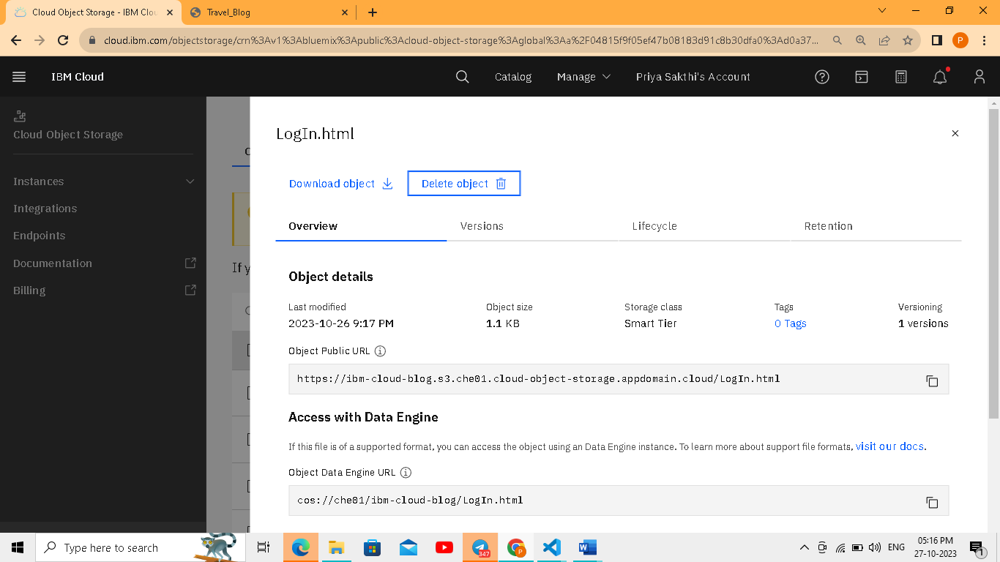 Cloud Object Storage - IBM Clou
Travel_Blog
cloud.ibm.com/objectstorage/crn%3Av1%3Abluemix%3Apublic%3Acloud-object-storage%3Aglobal%3Aa%2F04815f9f05ef47b08183d91c8b30dfa0%3Ad0a37...
P
IBM Cloud
Catalog
Manage
Priya Sakthi's Account
Cloud Object Storage
Instances
Integrations
Endpoints
Documentation
Billing
If y
LogIn.html
Download object
Delete object
Overview
Versions
Lifecycle
Retention
Object details
Last modified
Object size
Storage class
Tags
Versioning
2023-10-26 9:17 PM
1.1 KB
Smart Tier
0 Tags
1 versions
Object Public URL
https://ibm-cloud-blog.s3.che01.cloud-object-storage.appdomain.cloud/LogIn.html
Access with Data Engine
If this file is of a supported format, you can access the object using an Data Engine instance. To learn more about support file formats, visit our docs.
Object Data Engine URL
cos://che01/ibm-cloud-blog/LogIn.html
Type here to search
347
P
ENG
05:16 PM
27-10-2023
1